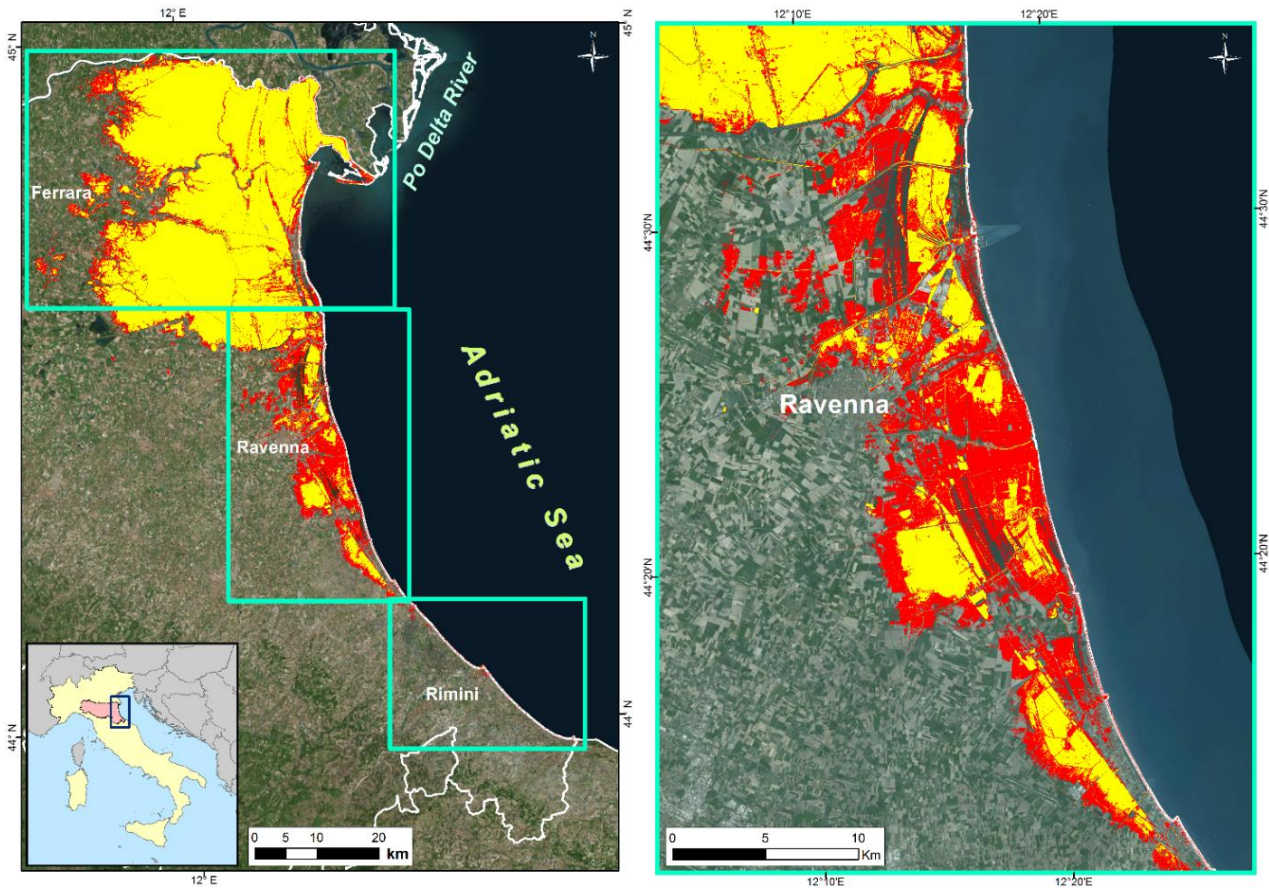 12° E
45° N
45° N
N
Po Delta River
Ferrara
Ravenna
Adriatic Sea
Rimini
44° N
44° N
0 5 10 20
km
12° E
12°10'E
12°20'E
N
44°30'N
44°30'N
Ravenna
44°20'N
44°20'N
0 5 10
Km
12°10'E
12°20'E